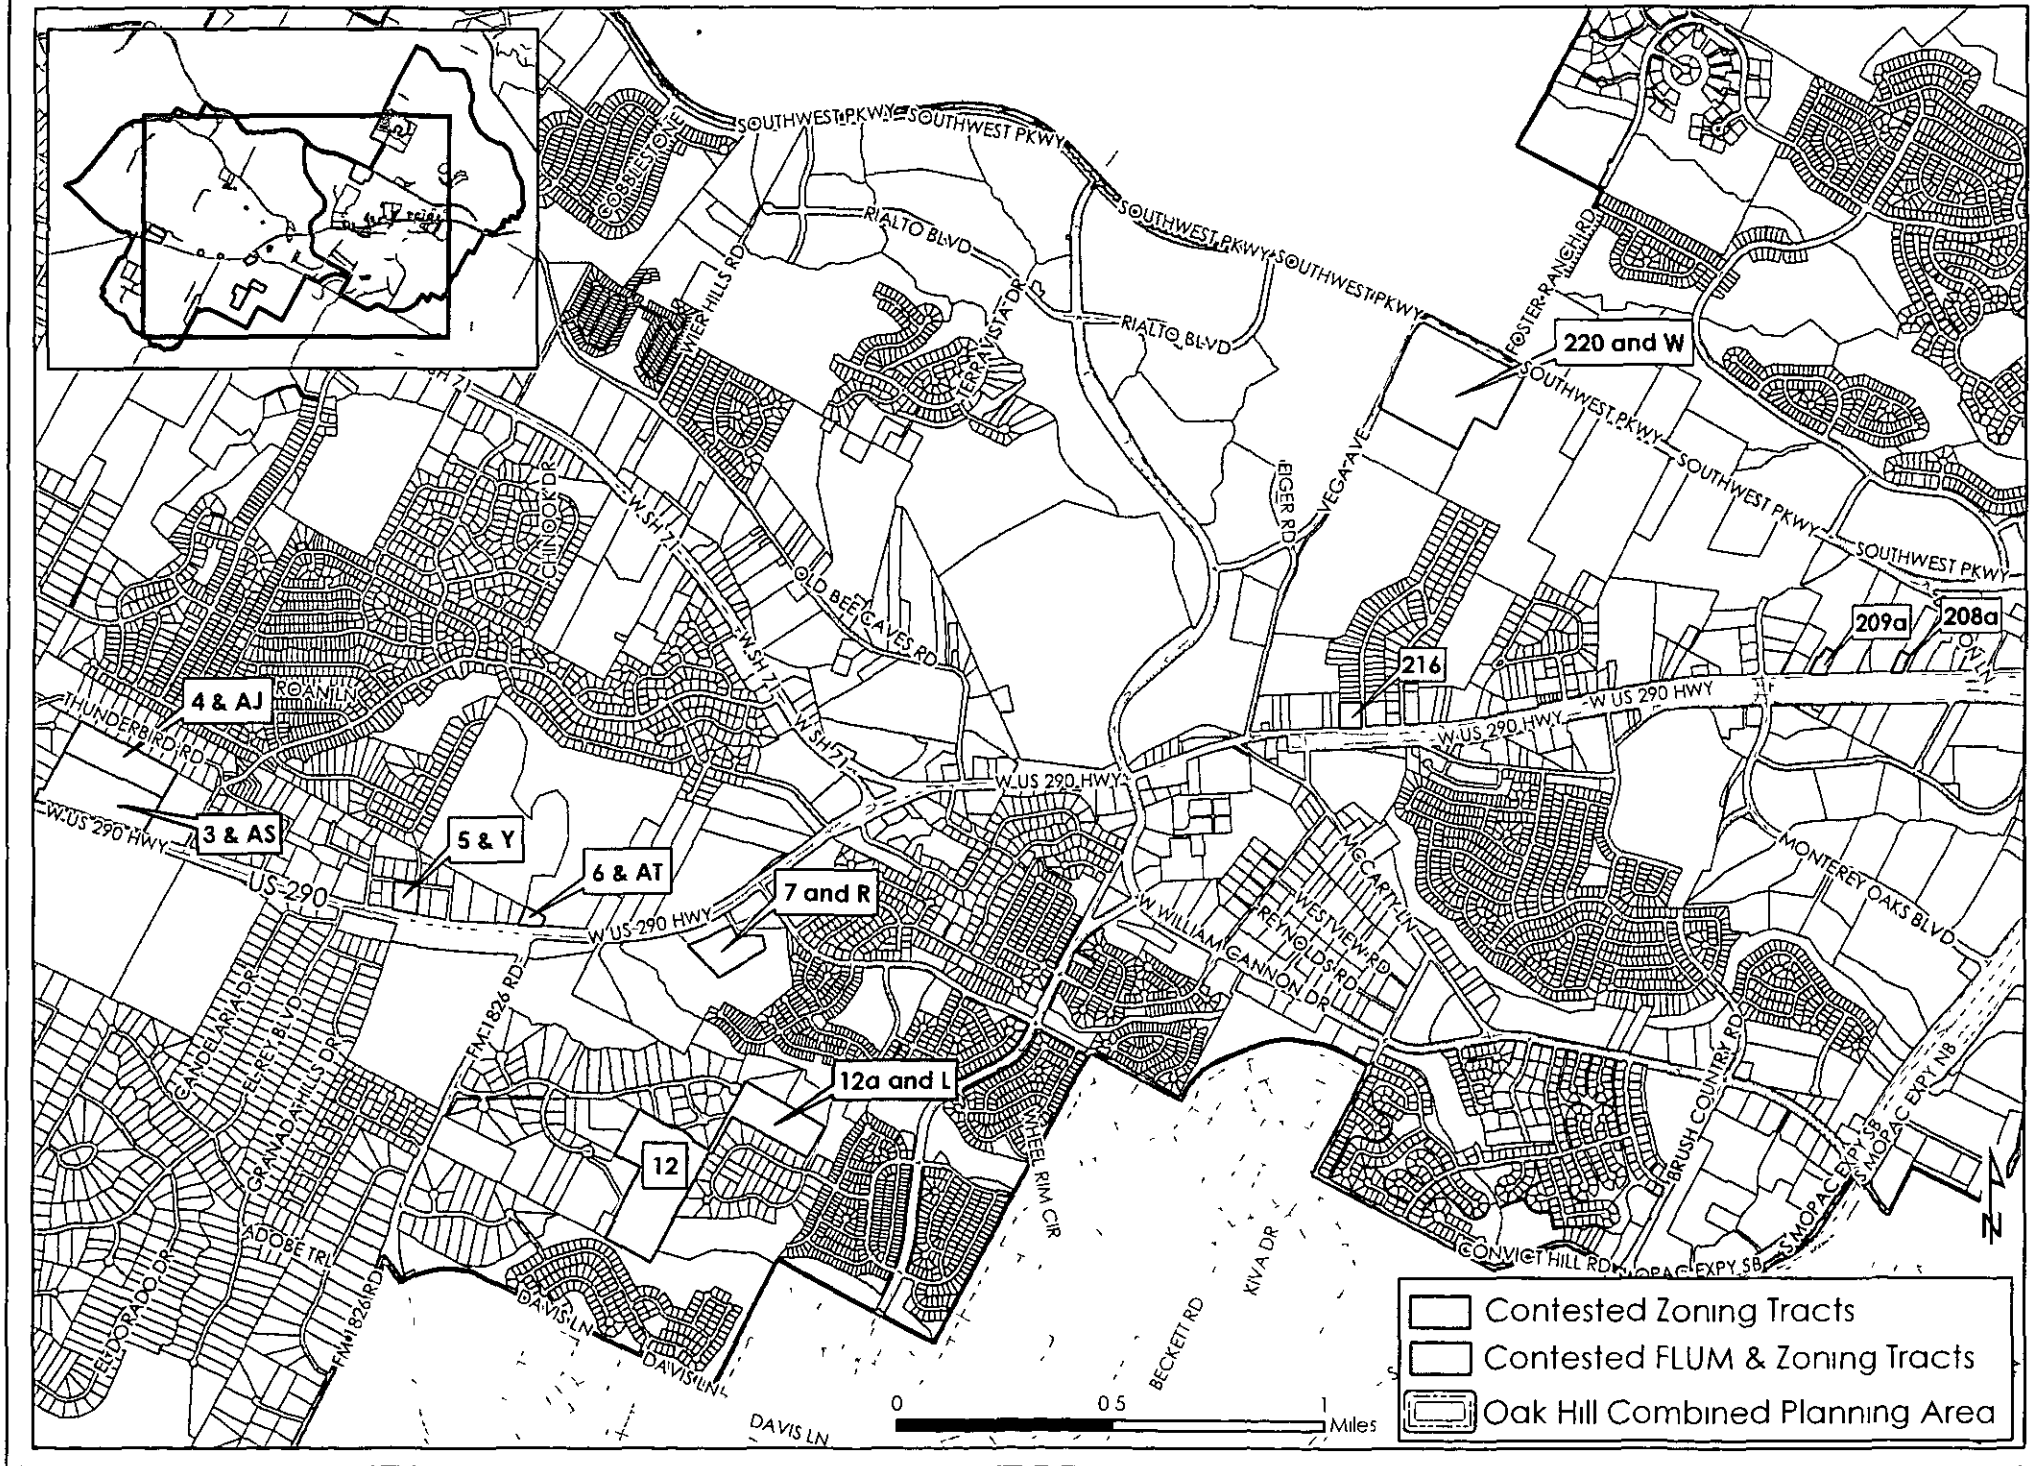 SOUTHWEST PKWY
SOUTHWEST PKWY
COBBLESTONE
RIALTO BLVD
SOUTHWEST PKWY
SOUTHWEST PKWY
FOSTER RANCH RD
TERRAVISTA DR
RIALTO BLVD
220 and W
SOUTHWEST PKWY
SH 71
CHINOOK DR
W SH 71
EIGER RD
VEGA AVE
SOUTHWEST PKWY
SOUTHWEST PKWY
OLD BEE CAVES RD
209a
208a
W SH 71
216
4 & AJ
ROAN LN
THUNDERBIRD RD
W SH 71
W US 290 HWY
W US 290 HWY
W US 290 HWY
3 & AS
W US 290 HWY
5 & Y
6 & AT
7 and R
MCCARTY LN
MONTEREY OAKS BLVD
US 290
W US 290 HWY
W WILLIAM CANNON DR
WESTVIEW RD
REYNOLDS RD
CANDELARIA DR
EL REY BLVD
GRANADA HILLS DR
FM 1826 RD
12a and L
12
WHEEL RIM CIR
BRUSH COUNTRY RD
S MOPAC EXPY SB
S MOPAC EXPY NB
ADOBE TRL
EL DORADO DR
FM 1826 RD
DAVIS LN
DAVIS LN
DAVIS LN
KIVA DR
BECKETT RD
CONVICT HILL RD
MOPAC EXPY SB
N
0 0 5 1 Miles
Contested Zoning Tracts
Contested FLUM & Zoning Tracts
Oak Hill Combined Planning Area